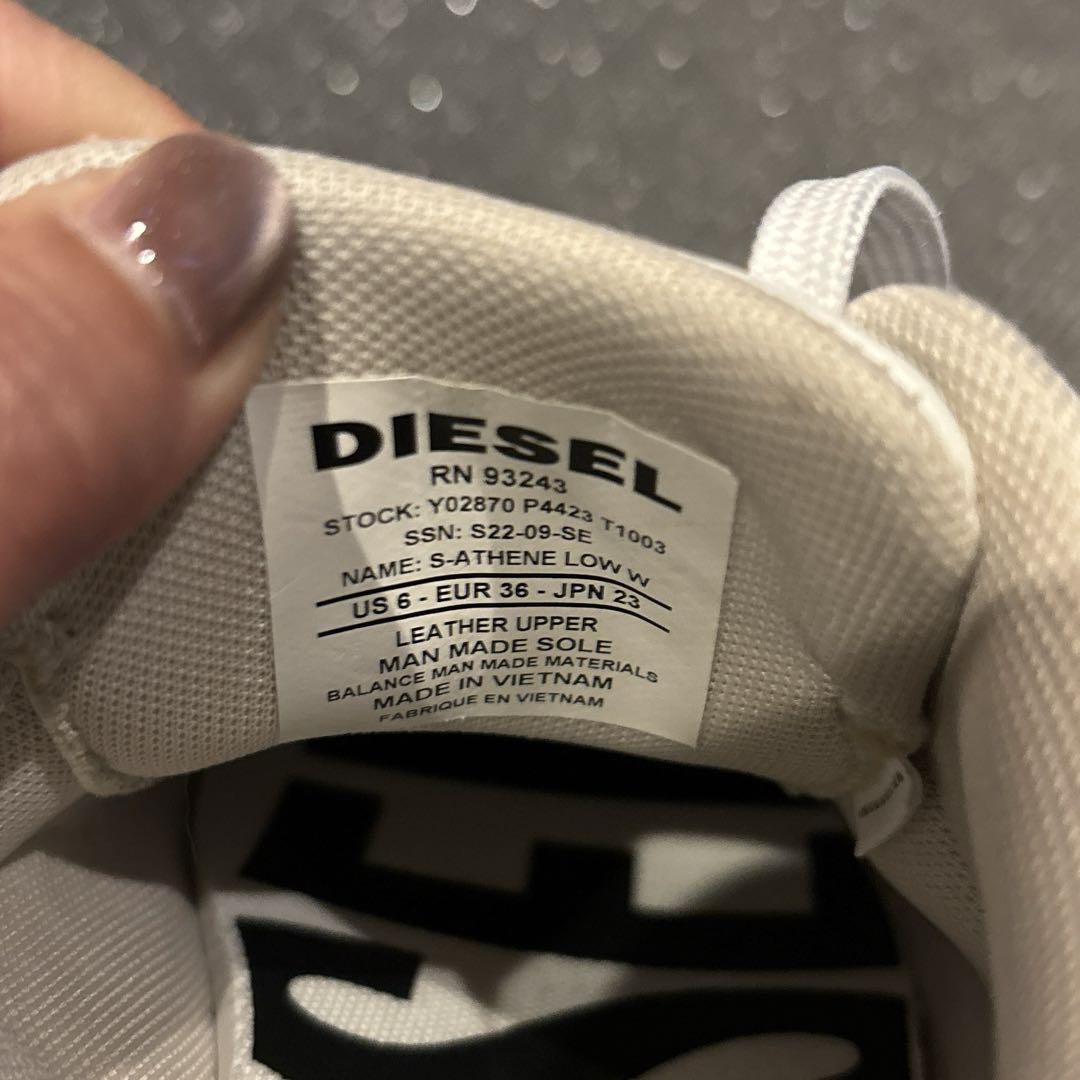 DIESEL
RN 93243
STOCK: Y02870 P4423 T1003
SSN: S22-09-SE
NAME: S-ATHENE LOW W
US 6 - EUR 36 - JPN 23
LEATHER UPPER
MAN MADE SOLE
BALANCE MAN MADE MATERIALS
MADE IN VIETNAM
FABRIQUE EN VIETNAM